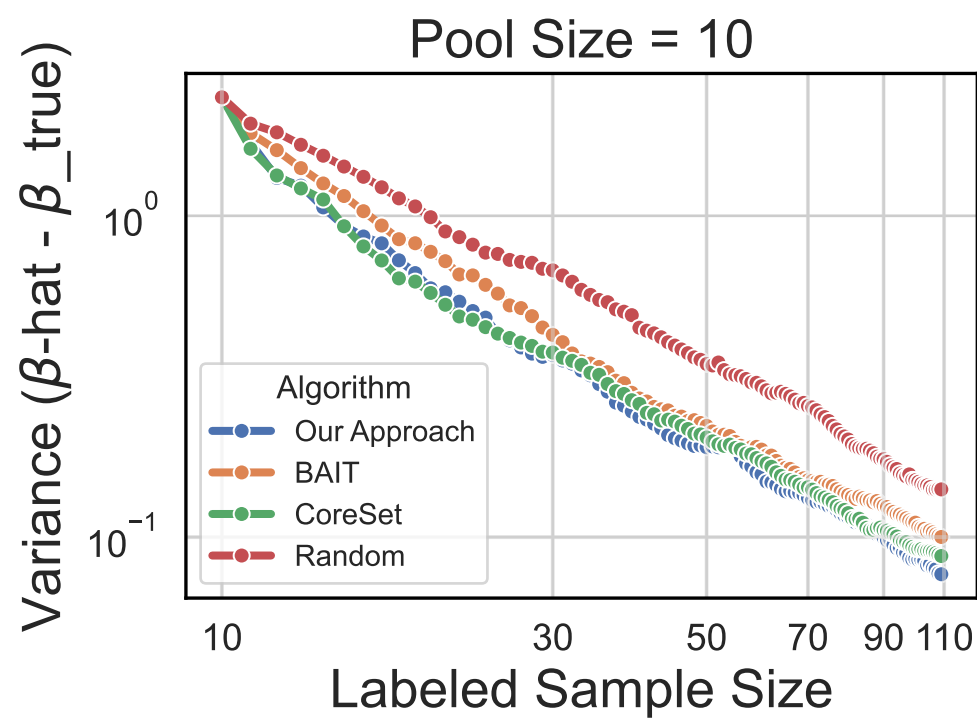 Pool Size = 10
Variance (β-hat - β_true)
10⁰
10⁻¹
Algorithm
Our Approach
BAIT
CoreSet
Random
10 30 50 70 90 110
Labeled Sample Size